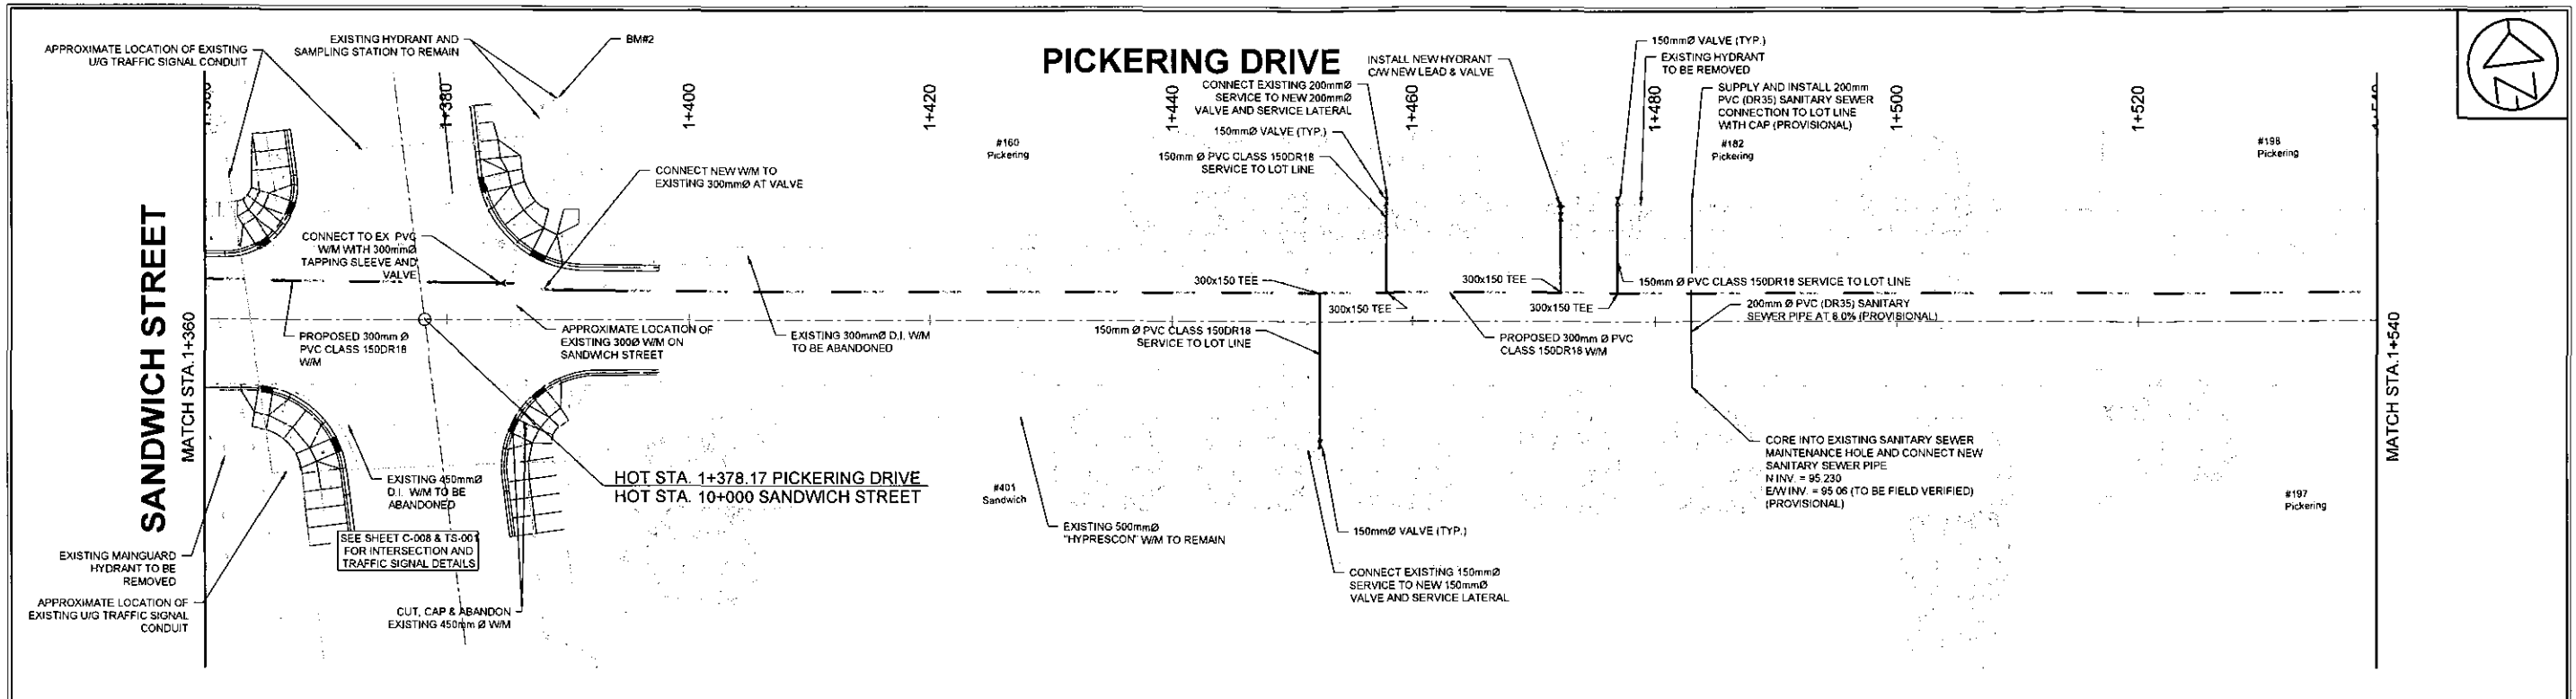 APPROXIMATE LOCATION OF EXISTING
U/G TRAFFIC SIGNAL CONDUIT
EXISTING HYDRANT AND
SAMPLING STATION TO REMAIN
BM#2
PICKERING DRIVE
1+380
1+400
1+420
1+440
1+460
1+480
1+500
1+520
INSTALL NEW HYDRANT
C/W NEW LEAD & VALVE
CONNECT EXISTING 200mmØ
SERVICE TO NEW 200mmØ
VALVE AND SERVICE LATERAL
150mmØ VALVE (TYP.)
150mm Ø PVC CLASS 150DR18
SERVICE TO LOT LINE
150mmØ VALVE (TYP.)
EXISTING HYDRANT
TO BE REMOVED
SUPPLY AND INSTALL 200mm
PVC (DR35) SANITARY SEWER
CONNECTION TO LOT LINE
WITH CAP (PROVISIONAL)
#160
Pickering
#182
Pickering
#198
Pickering
N
SANDWICH STREET
MATCH STA.1+360
CONNECT NEW W/M TO
EXISTING 300mmØ AT VALVE
CONNECT TO EX PVC
W/M WITH 300mmØ
TAPPING SLEEVE AND
VALVE
300x150 TEE
300x150 TEE
300x150 TEE
300x150 TEE
150mm Ø PVC CLASS 150DR18 SERVICE TO LOT LINE
200mm Ø PVC (DR35) SANITARY
SEWER PIPE AT 8.0% (PROVISIONAL)
PROPOSED 300mm Ø
PVC CLASS 150DR18
W/M
APPROXIMATE LOCATION OF
EXISTING 300Ø W/M ON
SANDWICH STREET
EXISTING 300mmØ D.I. W/M
TO BE ABANDONED
150mm Ø PVC CLASS 150DR18
SERVICE TO LOT LINE
PROPOSED 300mm Ø PVC
CLASS 150DR18 W/M
MATCH STA.1+540
HOT STA. 1+378.17 PICKERING DRIVE
HOT STA. 10+000 SANDWICH STREET
EXISTING 450mmØ
D.I. W/M TO BE
ABANDONED
SEE SHEET C-008 & TS-001
FOR INTERSECTION AND
TRAFFIC SIGNAL DETAILS
#401
Sandwich
EXISTING 500mmØ
"HYPRESCON" W/M TO REMAIN
150mmØ VALVE (TYP.)
CONNECT EXISTING 150mmØ
SERVICE TO NEW 150mmØ
VALVE AND SERVICE LATERAL
CORE INTO EXISTING SANITARY SEWER
MAINTENANCE HOLE AND CONNECT NEW
SANITARY SEWER PIPE
N INV. = 95.230
E/W INV. = 95.06 (TO BE FIELD VERIFIED)
(PROVISIONAL)
#197
Pickering
EXISTING MAINGUARD
HYDRANT TO BE
REMOVED
APPROXIMATE LOCATION OF
EXISTING U/G TRAFFIC SIGNAL
CONDUIT
CUT, CAP & ABANDON
EXISTING 450mm Ø W/M